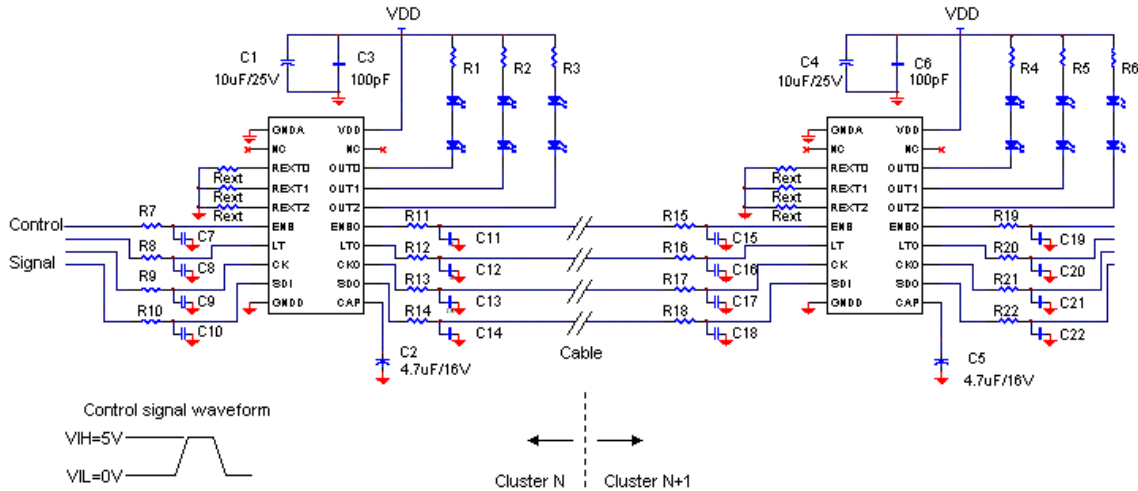 VDD
VDD
C1
10uF/25V
C3
100pF
R1
R2
R3
C4
10uF/25V
C6
100pF
R4
R5
R6
GNDA
NC
REXT0
REXT1
REXT2
ENB
LT
CK
SDI
GNDD
VDD
NC
OUT0
OUT1
OUT2
ENBO
LTO
CKO
SDO
CAP
Rext
Rext
Rext
Control
Signal
R7
C7
R8
C8
R9
C9
R10
C10
R11
C11
R12
C12
R13
C13
R14
C14
C2
4.7uF/16V
Cable
R15
C15
R16
C16
R17
C17
R18
C18
GNDA
NC
REXT0
REXT1
REXT2
ENB
LT
CK
SDI
GNDD
VDD
NC
OUT0
OUT1
OUT2
ENBO
LTO
CKO
SDO
CAP
Rext
Rext
Rext
R19
C19
R20
C20
R21
C21
R22
C22
C5
4.7uF/16V
Control signal waveform
VIH=5V
VIL=0V
Cluster N
Cluster N+1